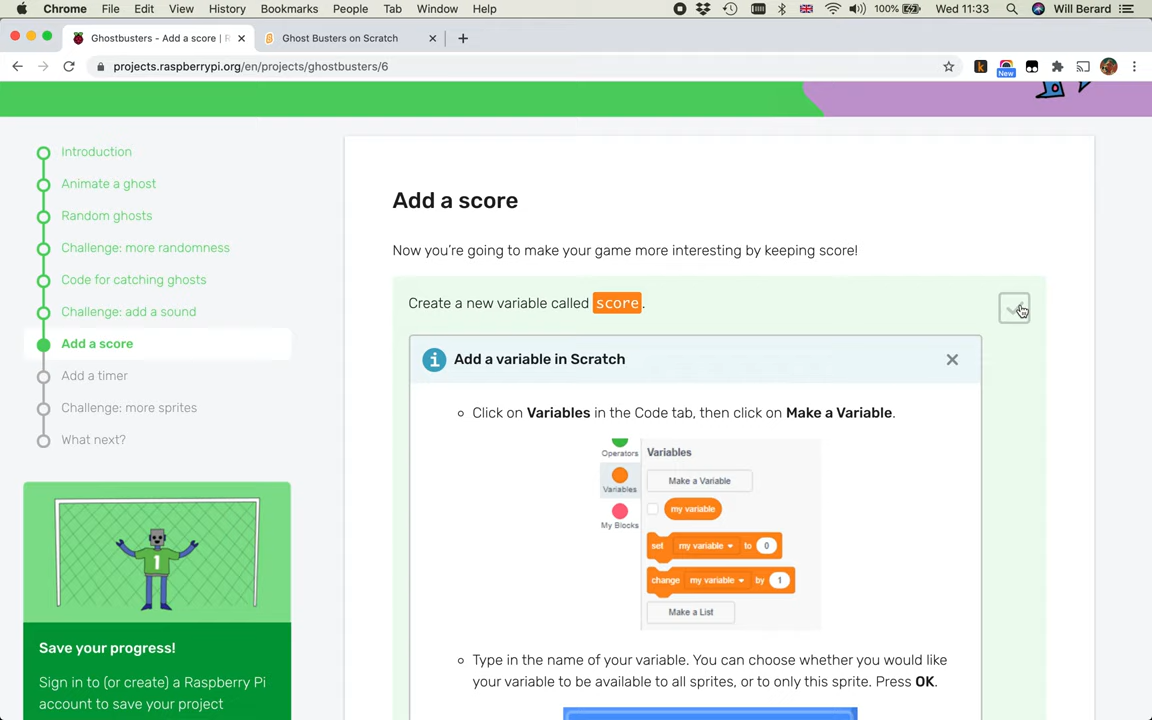 Chrome File Edit View History Bookmarks People Tab Window Help 100% Wed 11:33 Will Berard
Ghostbusters - Add a score | R Ghost Busters on Scratch
projects.raspberrypi.org/en/projects/ghostbusters/6
New
Introduction
Animate a ghost
Random ghosts
Challenge: more randomness
Code for catching ghosts
Challenge: add a sound
Add a score
Add a timer
Challenge: more sprites
What next?
1
Save your progress!
Sign in to (or create) a Raspberry Pi
account to save your project
Add a score
Now you're going to make your game more interesting by keeping score!
Create a new variable called score.
i Add a variable in Scratch
Click on Variables in the Code tab, then click on Make a Variable.
Operators
Variables
My Blocks
Variables
Make a Variable
my variable
set my variable to 0
change my variable by 1
Make a List
Type in the name of your variable. You can choose whether you would like
your variable to be available to all sprites, or to only this sprite. Press OK.